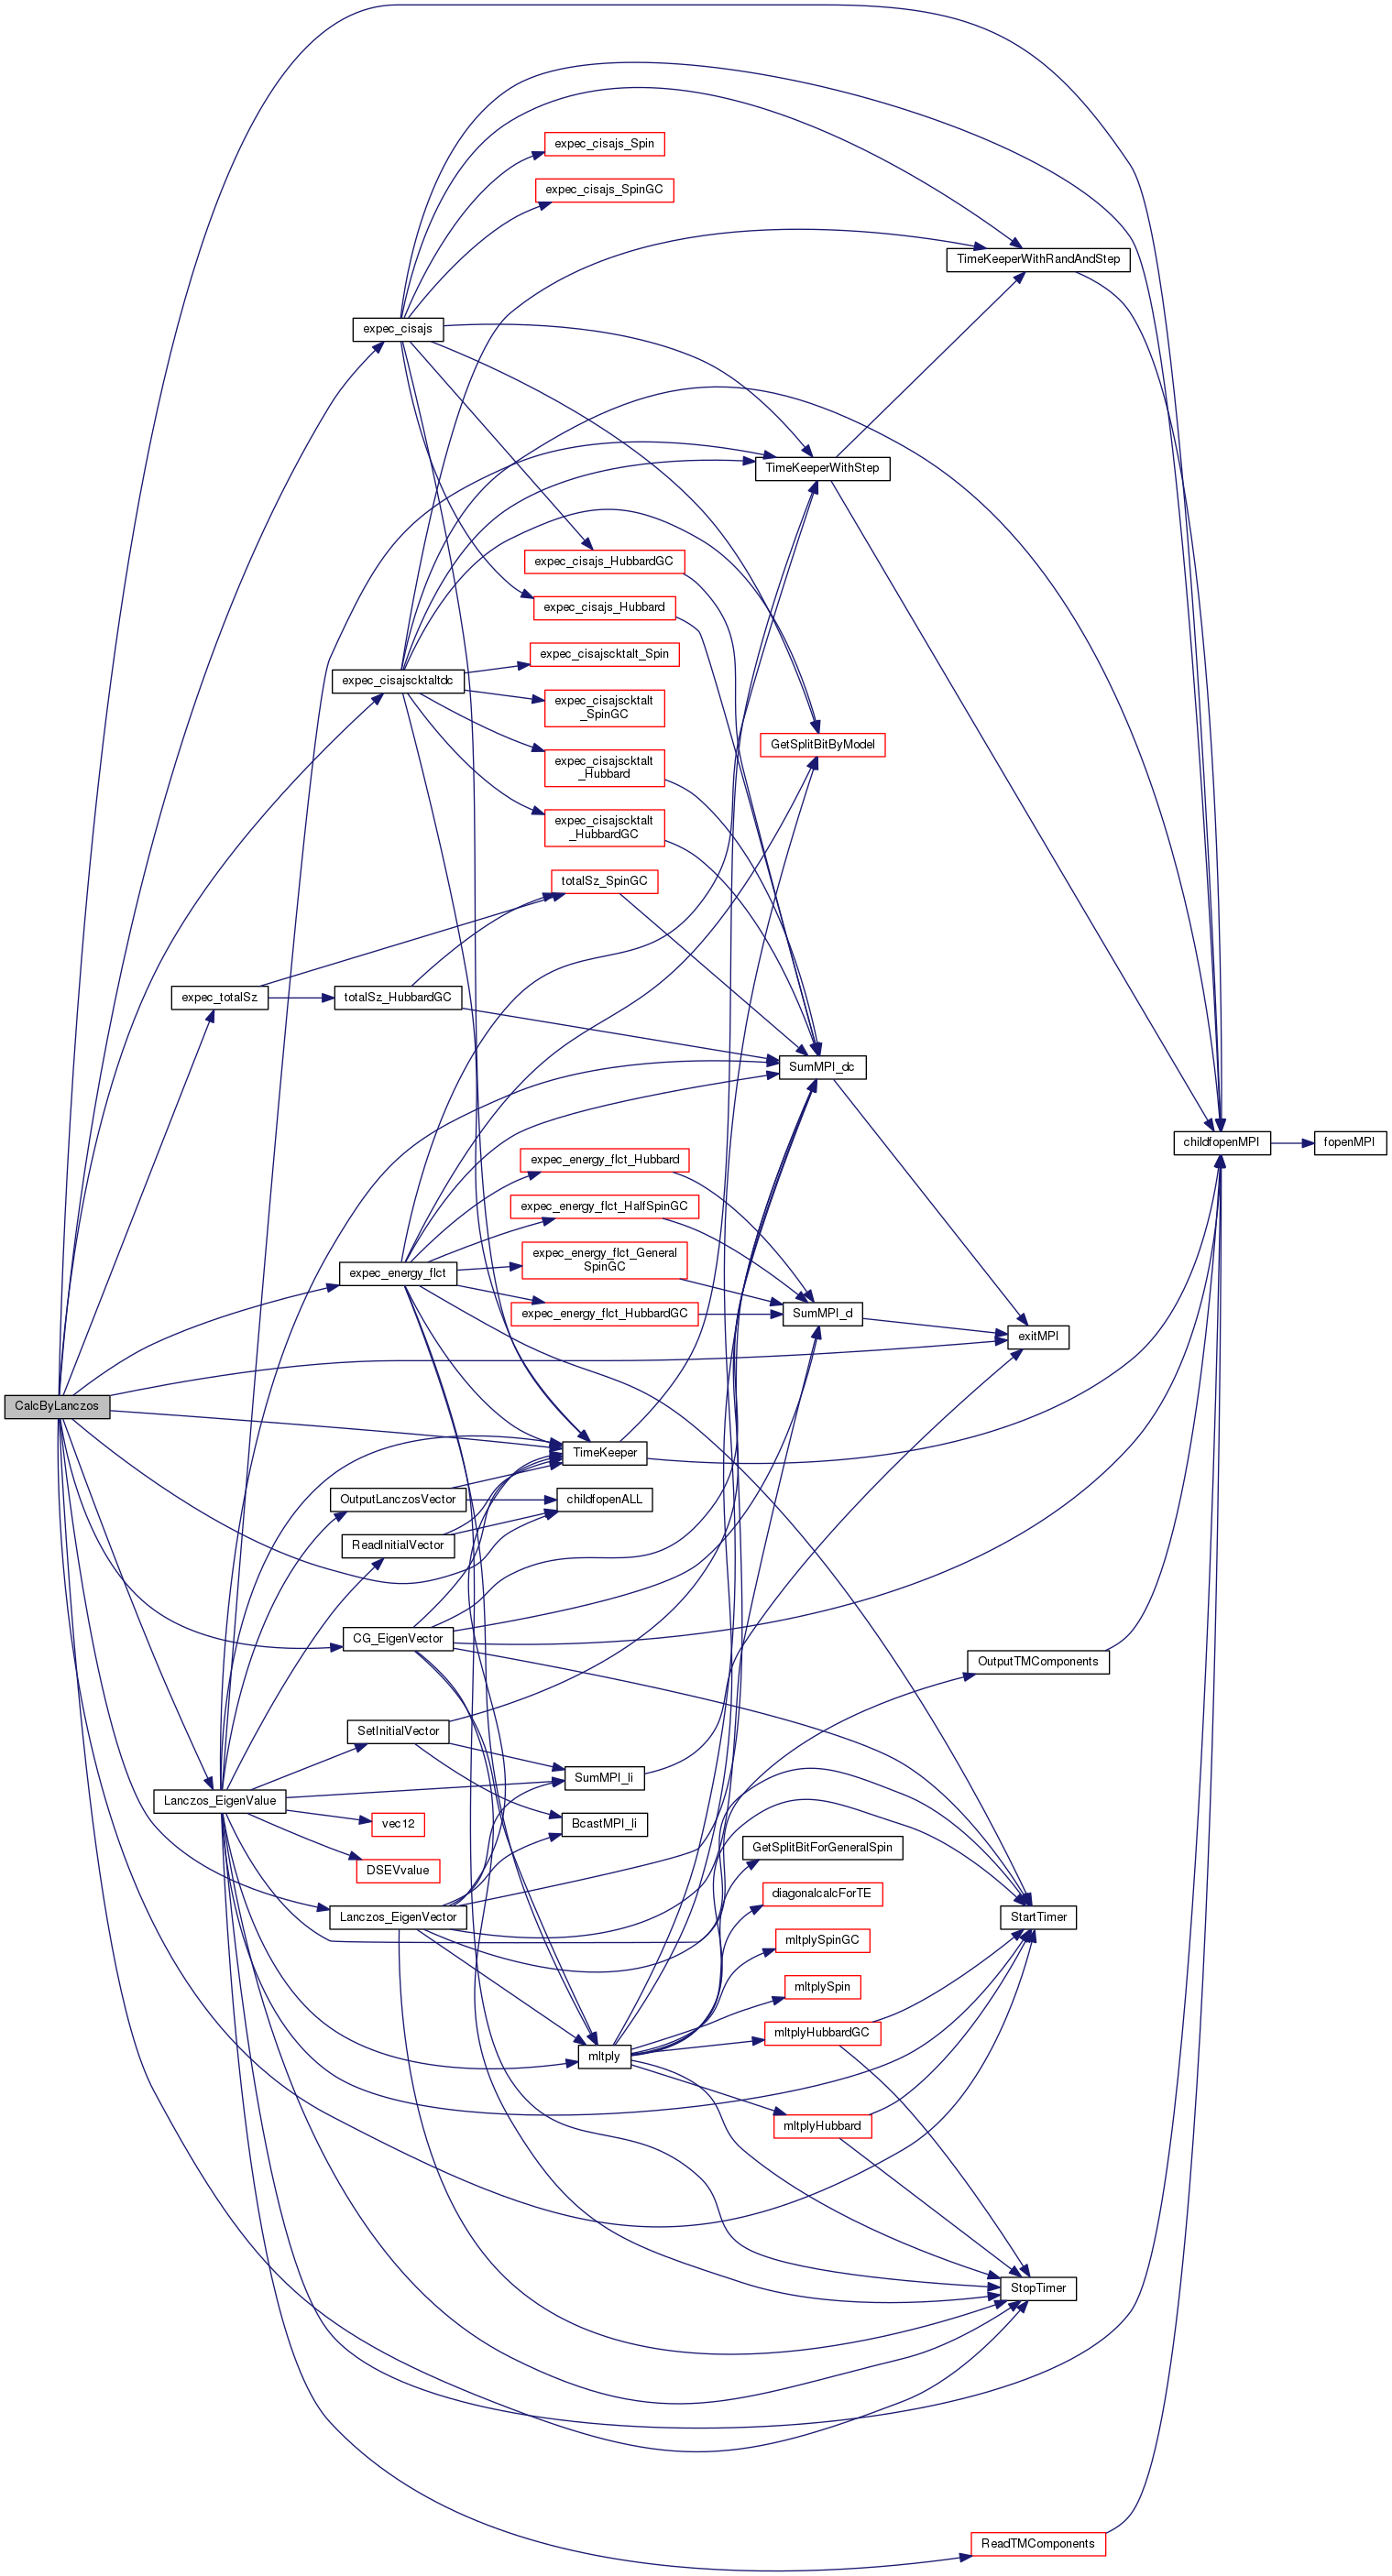 expec_cisajs_Spin
expec_cisajs_SpinGC
TimeKeeperWithRandAndStep
expec_cisajs
TimeKeeperWithStep
expec_cisajs_HubbardGC
expec_cisajs_Hubbard
expec_cisajscktalt_Spin
expec_cisajscktaltdc
expec_cisajscktalt
_SpinGC
GetSplitBitByModel
expec_cisajscktalt
_Hubbard
expec_cisajscktalt
_HubbardGC
totalSz_SpinGC
expec_totalSz
totalSz_HubbardGC
SumMPI_dc
childfopenMPI
fopenMPI
expec_energy_flct_Hubbard
expec_energy_flct_HalfSpinGC
expec_energy_flct_General
SpinGC
expec_energy_flct
expec_energy_flct_HubbardGC
SumMPI_d
exitMPI
CalcByLanczos
TimeKeeper
OutputLanczosVector
childfopenALL
ReadInitialVector
CG_EigenVector
OutputTMComponents
SetInitialVector
SumMPI_li
Lanczos_EigenValue
vec12
BcastMPI_li
GetSplitBitForGeneralSpin
DSEVvalue
diagonalcalcForTE
Lanczos_EigenVector
StartTimer
mltplySpinGC
mltplySpin
mltplyHubbardGC
mltply
mltplyHubbard
StopTimer
ReadTMComponents